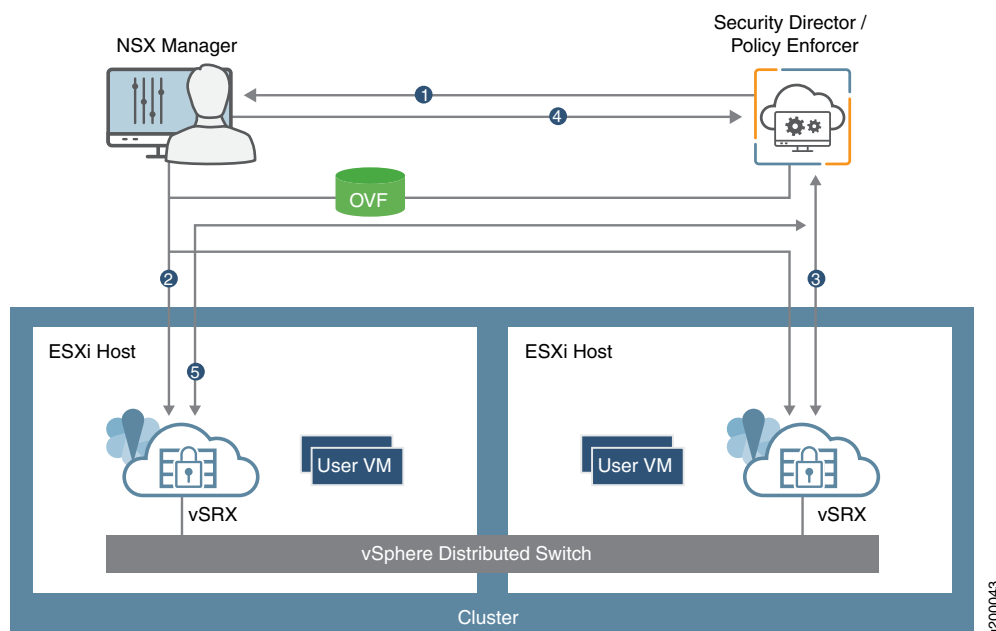 NSX Manager
Security Director /
Policy Enforcer
1
4
OVF
2
3
ESXi Host
ESXi Host
5
User VM
User VM
vSRX
vSRX
vSphere Distributed Switch
Cluster